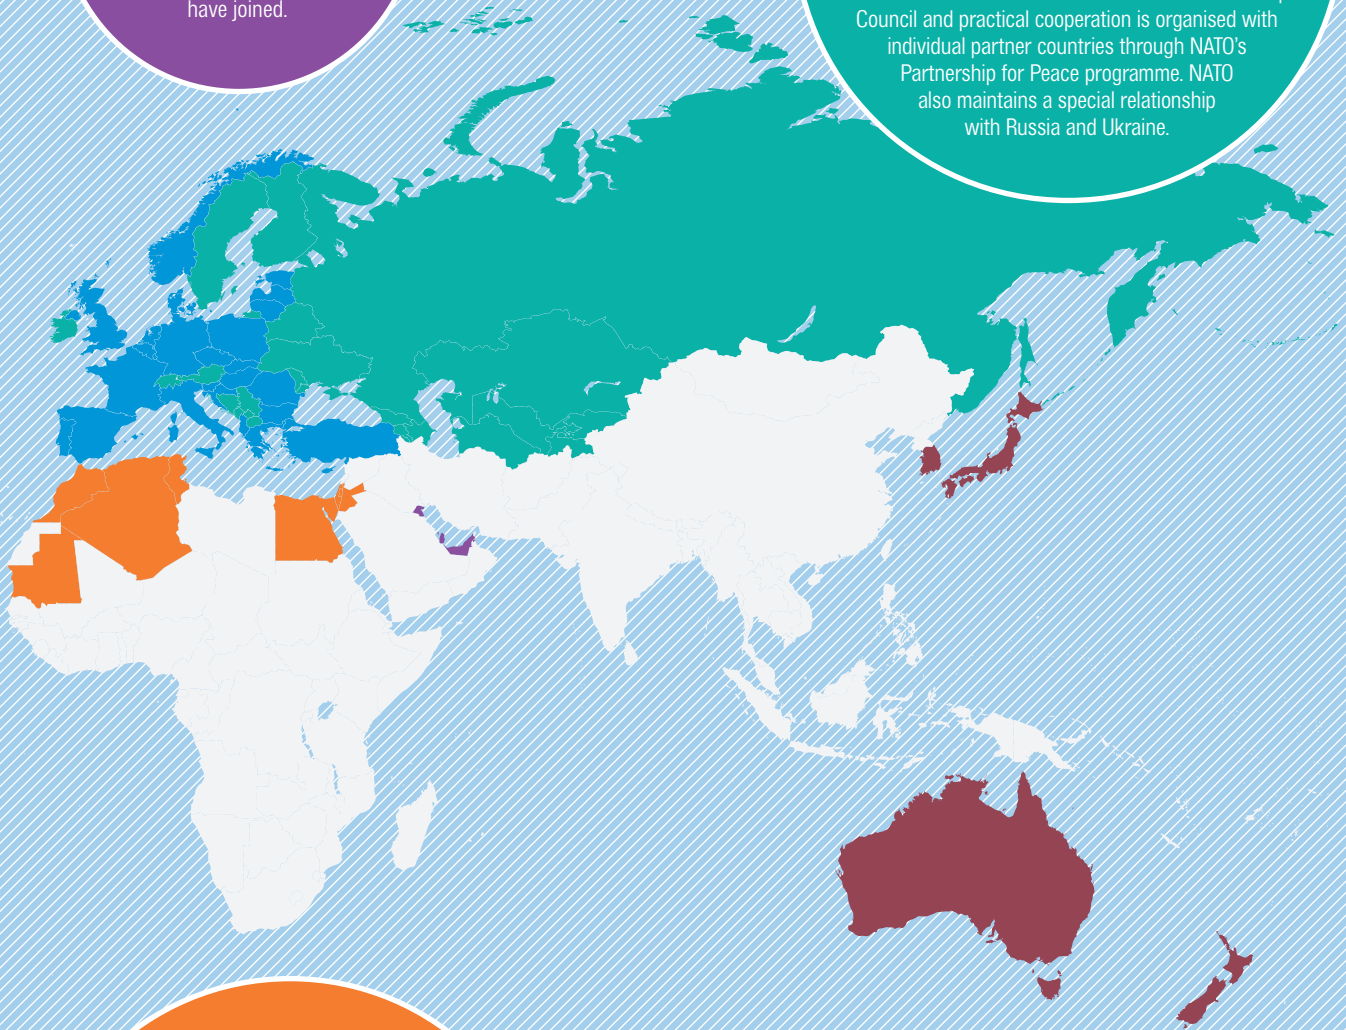 have joined.
Council and practical cooperation is organised with
individual partner countries through NATO's
Partnership for Peace programme. NATO
also maintains a special relationship
with Russia and Ukraine.